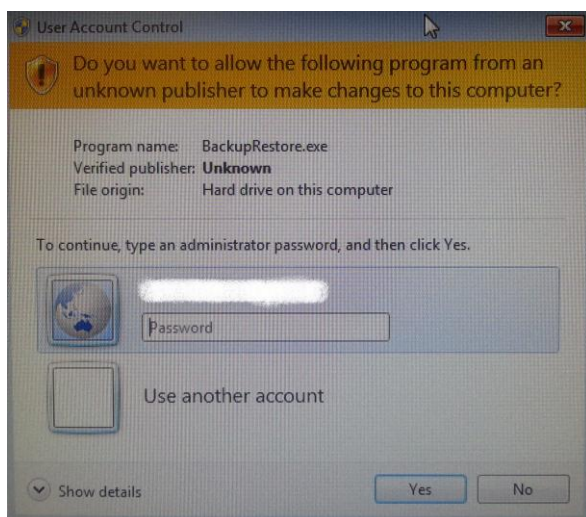 User Account Control
Do you want to allow the following program from an
unknown publisher to make changes to this computer?
Program name: BackupRestore.exe
Verified publisher: Unknown
File origin: Hard drive on this computer
To continue, type an administrator password, and then click Yes.
Password
Use another account
Show details
Yes
No